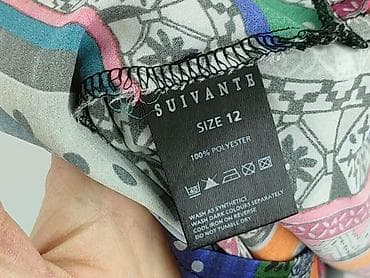 SUIVANTE
SIZE 12
100% POLYESTER
WASH AS SYNTHETICS
WASH DARK COLOURS SEPARATELY
COOL IRON ON REVERSE
DO NOT TUMBLE DRY